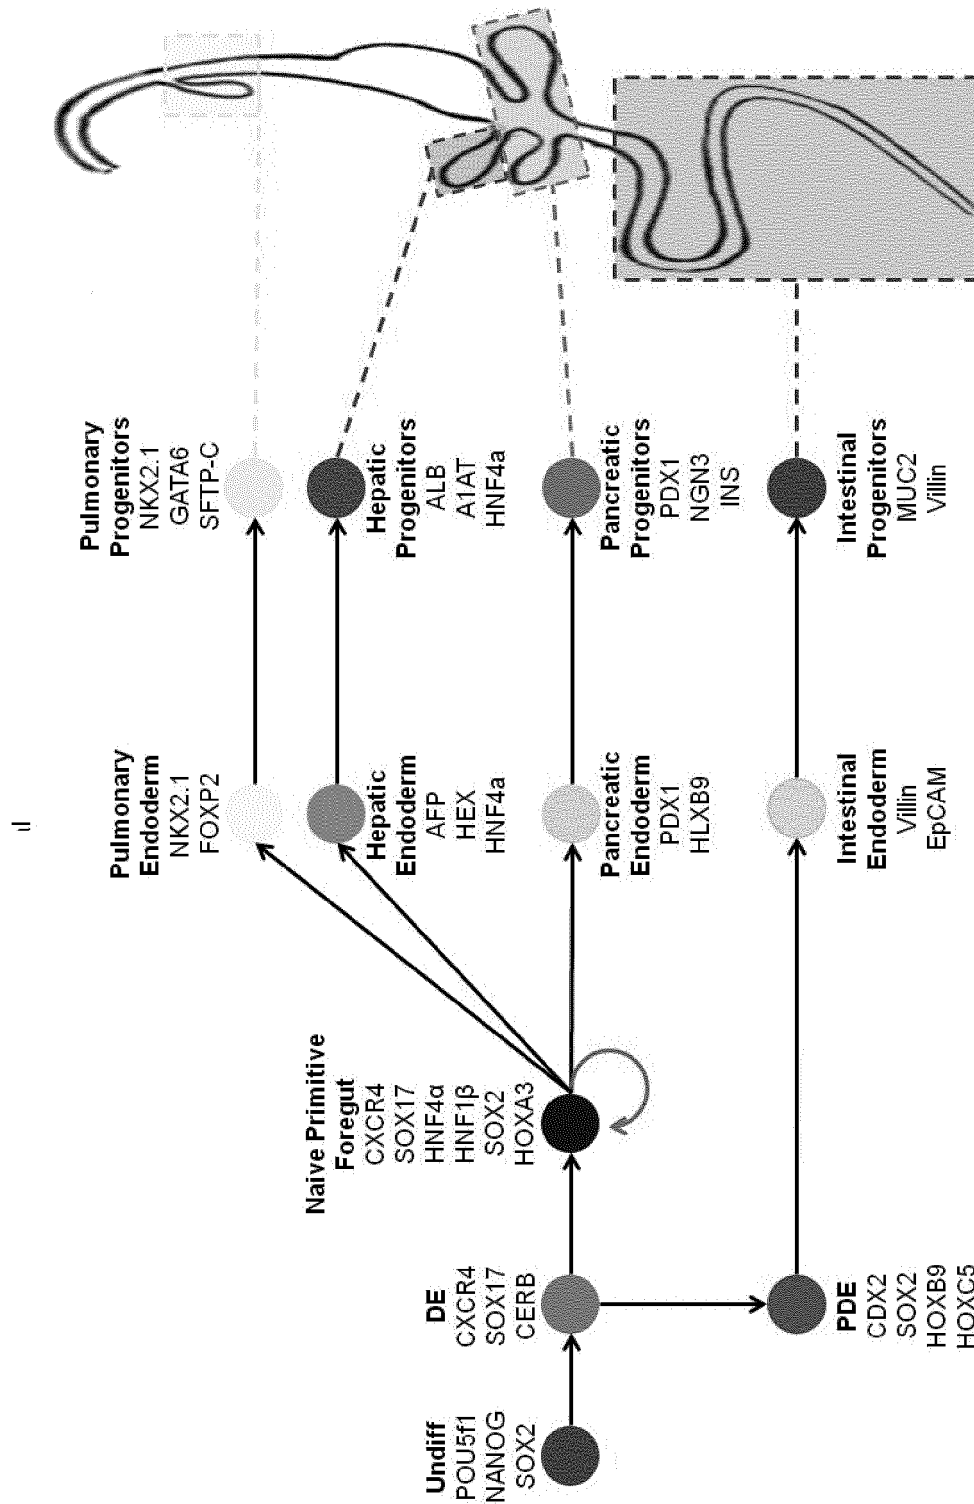 Undiff
POU5f1
NANOG
SOX2
DE
CXCR4
SOX17
CERB
PDE
CDX2
SOX2
HOXB9
HOXC5
Naive Primitive
Foregut
CXCR4
SOX17
HNF4α
HNF1β
SOX2
HOXA3
Pulmonary
Endoderm
NKX2.1
FOXP2
Hepatic
Endoderm
AFP
HEX
HNF4a
Pancreatic
Endoderm
PDX1
HLXB9
Intestinal
Endoderm
Villin
EpCAM
Pulmonary
Progenitors
NKX2.1
GATA6
SFTP-C
Hepatic
Progenitors
ALB
A1AT
HNF4a
Pancreatic
Progenitors
PDX1
NGN3
INS
Intestinal
Progenitors
MUC2
Villin